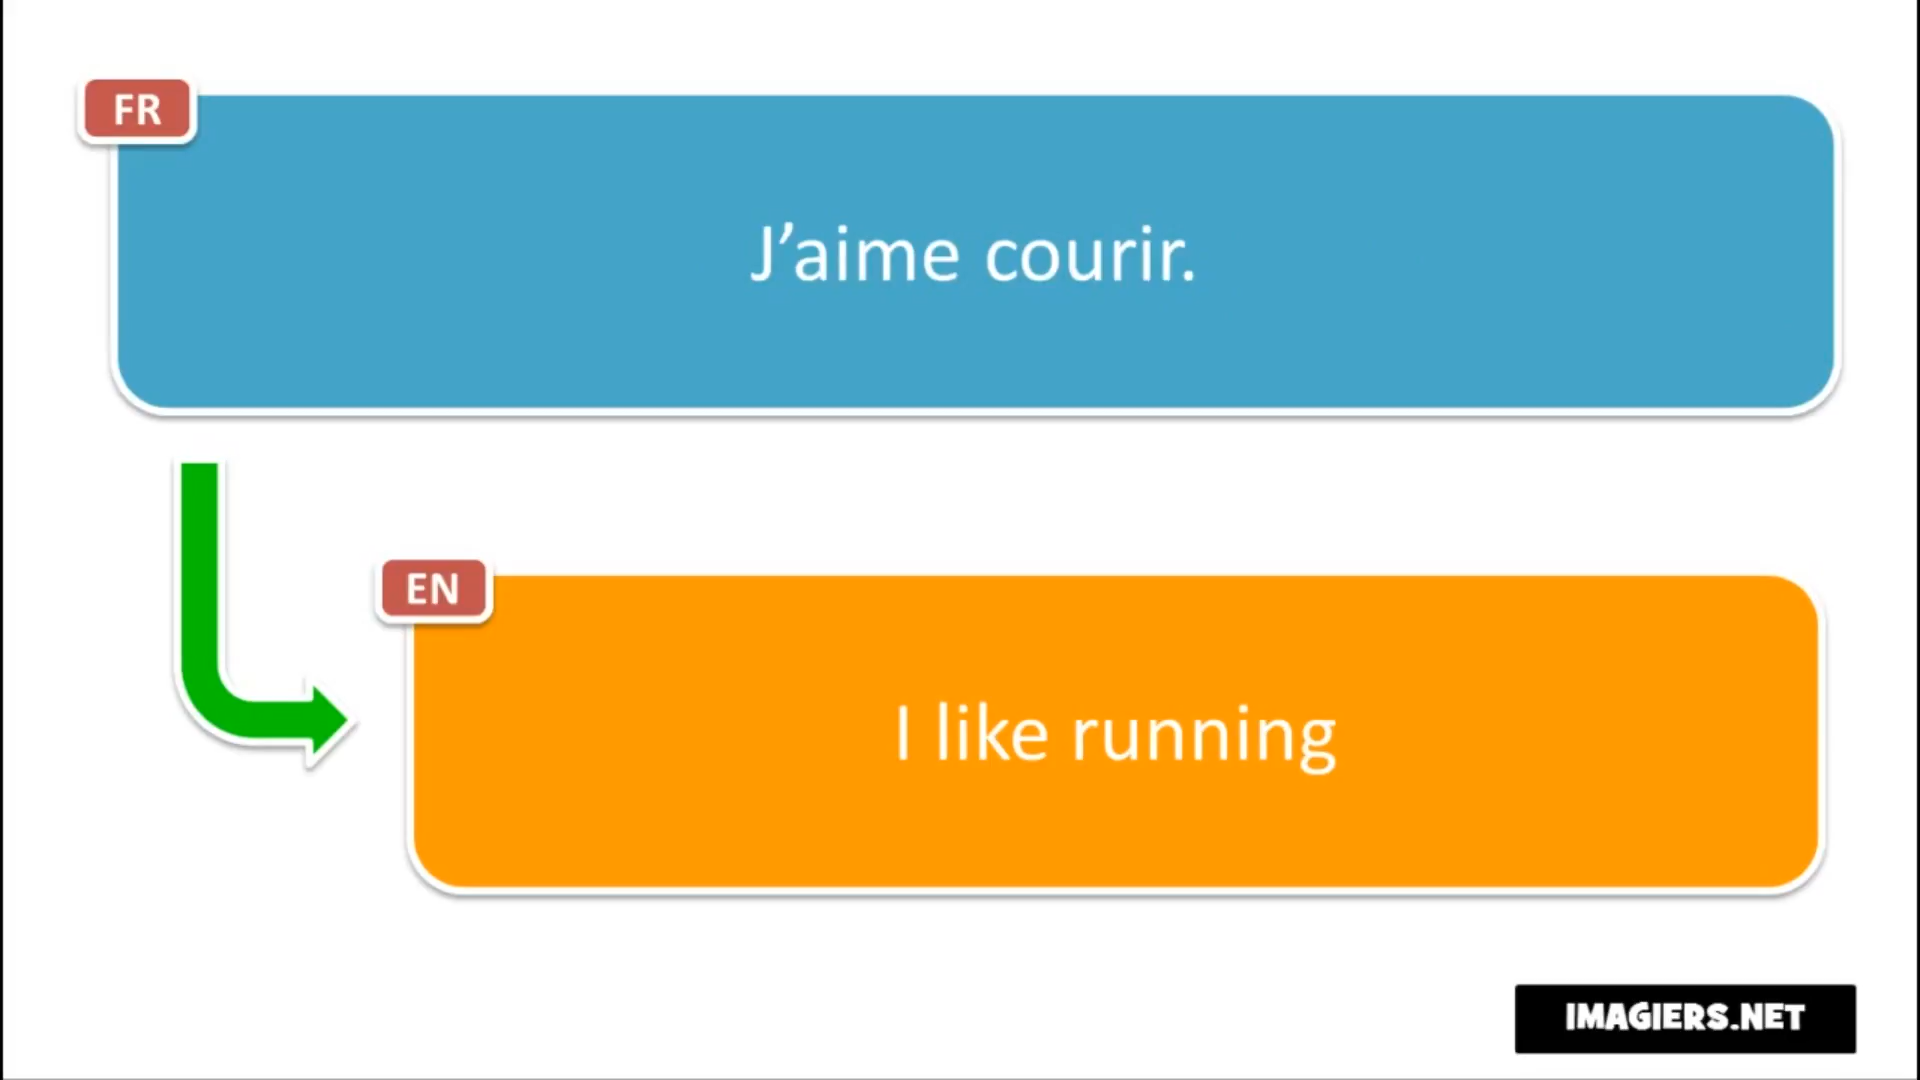 FR
J’aime courir.
EN
I like running
IMAGIERS.NET